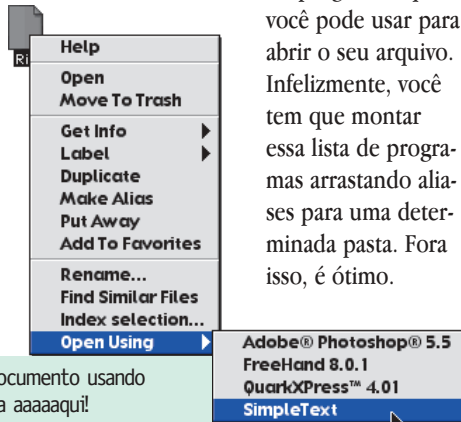 você pode usar para
abrir o seu arquivo.
Infelizmente, você
tem que montar
essa lista de progra-
mas arrastando alia-
ses para uma deter-
minada pasta. Fora
isso, é ótimo.
Ri
Help
Open
Move To Trash
Get Info
Label
Duplicate
Make Alias
Put Away
Add To Favorites
Rename...
Find Similar Files
Index selection...
Open Using
Adobe® Photoshop® 5.5
FreeHand 8.0.1
QuarkXPress™ 4.01
SimpleText
ocumento usando
a aaaaaqui!